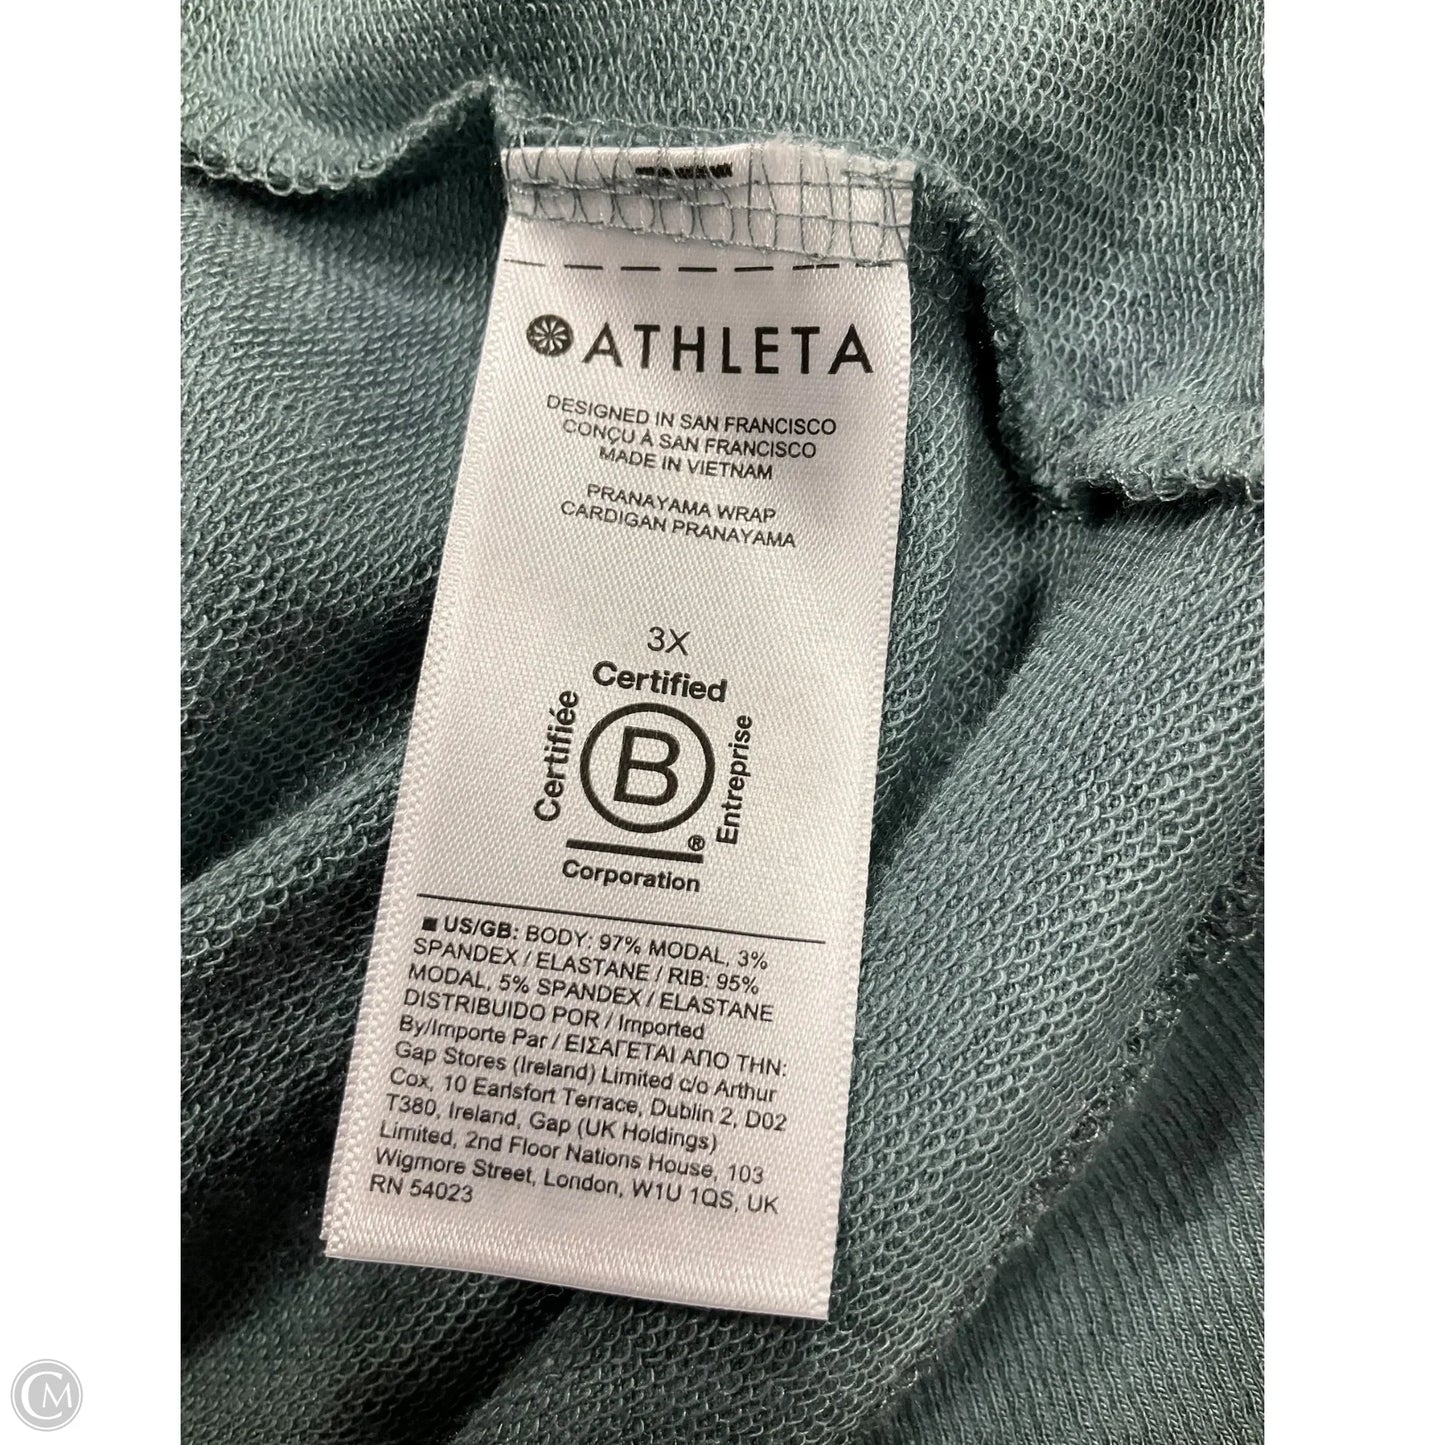 ATHLETA
DESIGNED IN SAN FRANCISCO
CONÇU À SAN FRANCISCO
MADE IN VIETNAM
PRANAYAMA WRAP
CARDIGAN PRANAYAMA
3X
Certified
Certifiée
B
Entreprise
®
Corporation
■ US/GB: BODY: 97% MODAL, 3%
SPANDEX / ELASTANE / RIB: 95%
MODAL, 5% SPANDEX / ELASTANE
DISTRIBUIDO POR / Imported
By/Importe Par / ΕΙΣΑΓΕΤΑΙ ΑΠΟ ΤΗΝ:
Gap Stores (Ireland) Limited c/o Arthur
Cox, 10 Earlsfort Terrace, Dublin 2, D02
T380, Ireland, Gap (UK Holdings)
Limited, 2nd Floor Nations House, 103
Wigmore Street, London, W1U 1QS, UK
RN 54023
CM